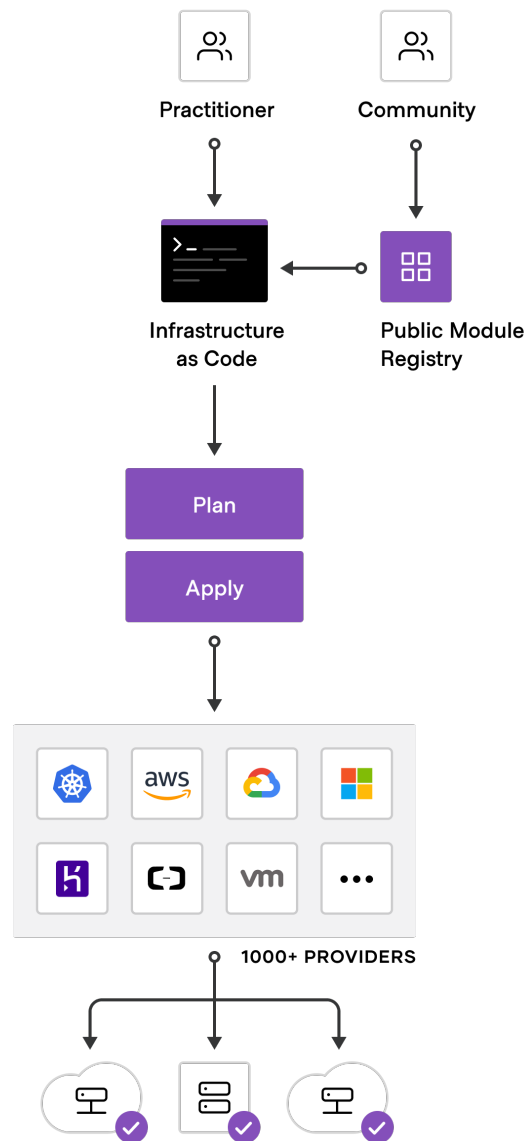 Practitioner
Community
Infrastructure
as Code
Public Module
Registry
Plan
Apply
aws
vm
1000+ PROVIDERS